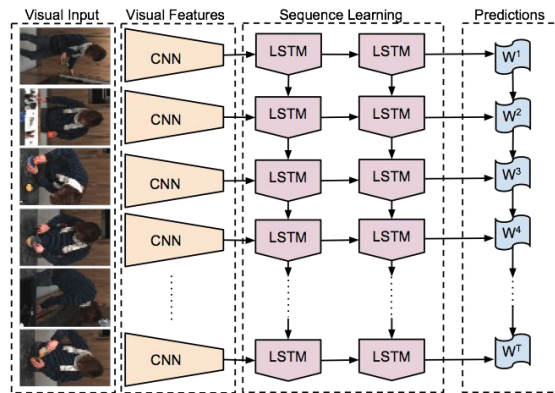 Visual Input Visual Features Sequence Learning Predictions
CNN LSTM LSTM W¹
CNN LSTM LSTM W²
CNN LSTM LSTM W³
CNN LSTM LSTM W⁴
CNN LSTM LSTM Wᵀ